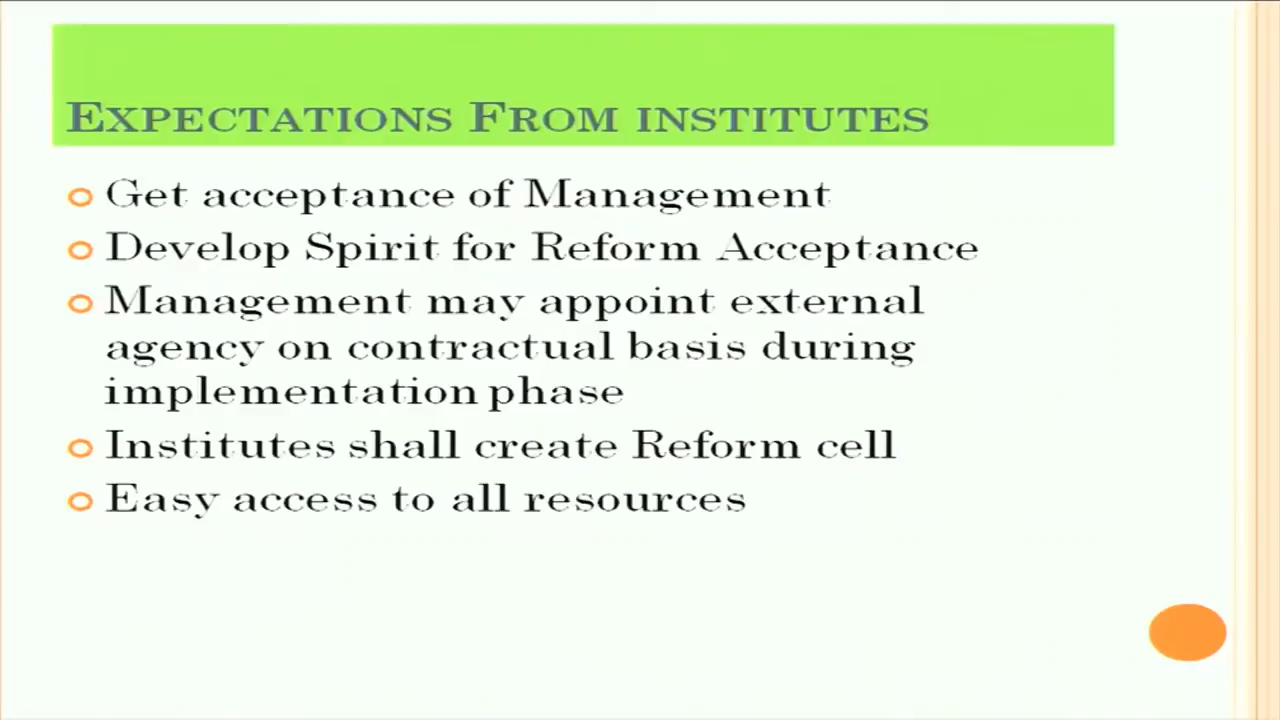 EXPECTATIONS FROM INSTITUTES
Get acceptance of Management
Develop Spirit for Reform Acceptance
Management may appoint external
agency on contractual basis during
implementation phase
Institutes shall create Reform cell
Easy access to all resources